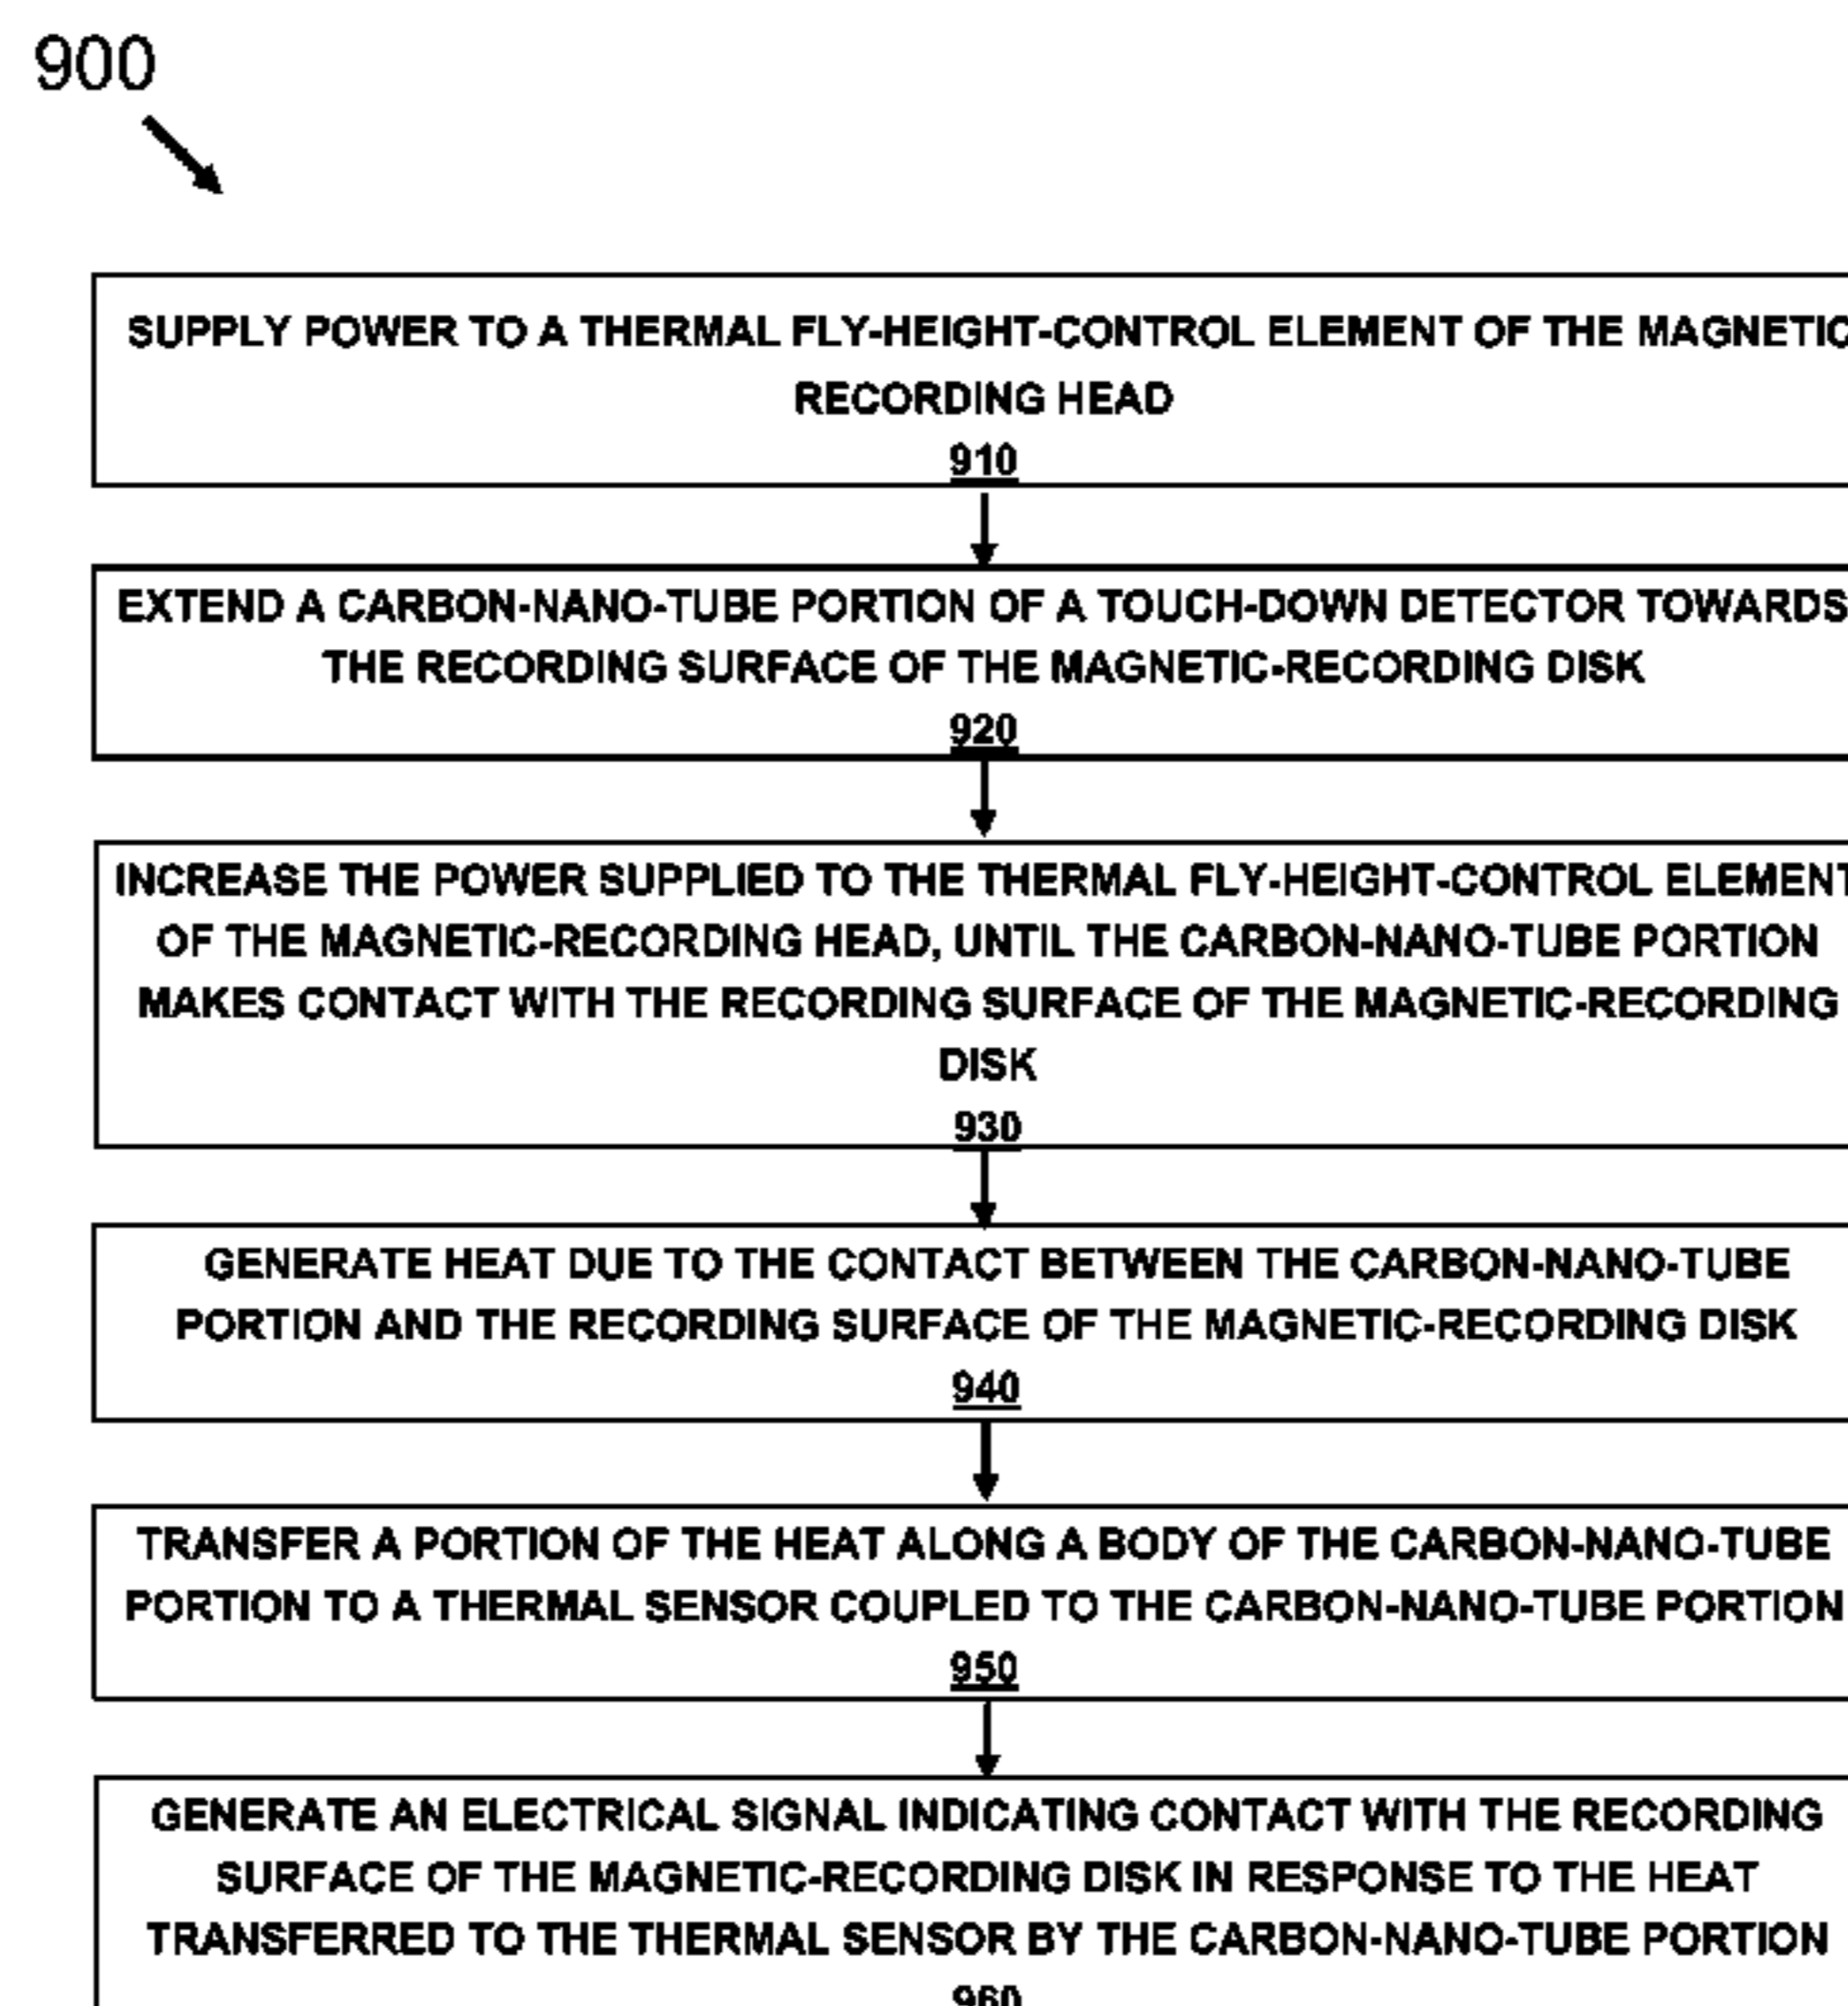 900
SUPPLY POWER TO A THERMAL FLY-HEIGHT-CONTROL ELEMENT OF THE MAGNETIC
RECORDING HEAD
910
EXTEND A CARBON-NANO-TUBE PORTION OF A TOUCH-DOWN DETECTOR TOWARDS
THE RECORDING SURFACE OF THE MAGNETIC-RECORDING DISK
920
INCREASE THE POWER SUPPLIED TO THE THERMAL FLY-HEIGHT-CONTROL ELEMENT
OF THE MAGNETIC-RECORDING HEAD, UNTIL THE CARBON-NANO-TUBE PORTION
MAKES CONTACT WITH THE RECORDING SURFACE OF THE MAGNETIC-RECORDING
DISK
930
GENERATE HEAT DUE TO THE CONTACT BETWEEN THE CARBON-NANO-TUBE
PORTION AND THE RECORDING SURFACE OF THE MAGNETIC-RECORDING DISK
940
TRANSFER A PORTION OF THE HEAT ALONG A BODY OF THE CARBON-NANO-TUBE
PORTION TO A THERMAL SENSOR COUPLED TO THE CARBON-NANO-TUBE PORTION
950
GENERATE AN ELECTRICAL SIGNAL INDICATING CONTACT WITH THE RECORDING
SURFACE OF THE MAGNETIC-RECORDING DISK IN RESPONSE TO THE HEAT
TRANSFERRED TO THE THERMAL SENSOR BY THE CARBON-NANO-TUBE PORTION
960